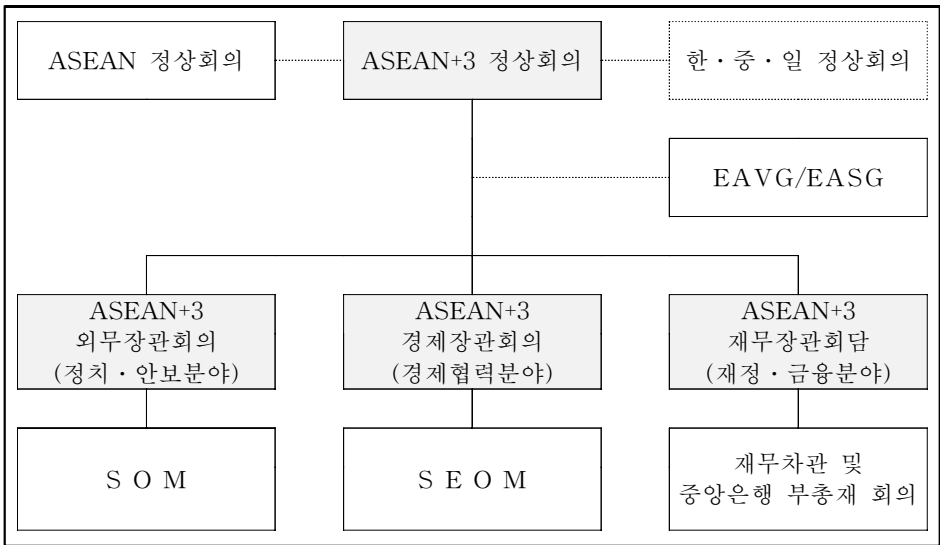 ASEAN 정상회의
ASEAN+3 정상회의
한·중·일 정상회의
EAVG/EASG
ASEAN+3
외무장관회의
(정치·안보분야)
ASEAN+3
경제장관회의
(경제협력분야)
ASEAN+3
재무장관회담
(재정·금융분야)
S O M
S E O M
재무차관 및
중앙은행 부총재 회의